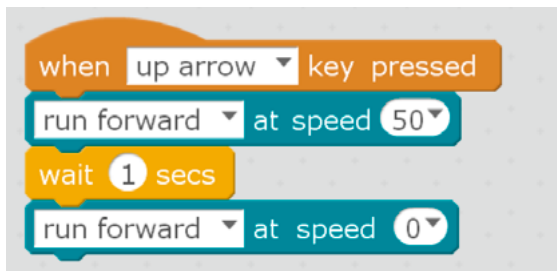 when up arrow key pressed
run forward at speed 50
wait 1 secs
run forward at speed 0